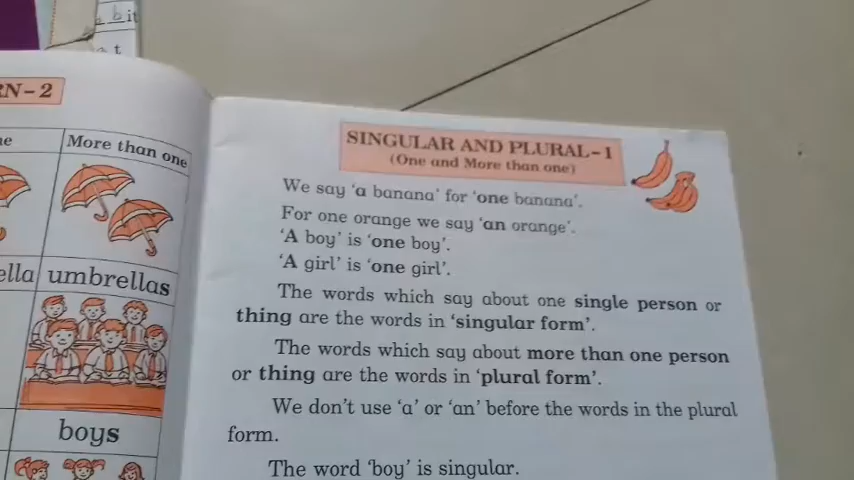 bit
t
RN-2
More than one
umbrellas
boys
SINGULAR AND PLURAL-1
(One and More than one)
We say 'a banana' for 'one banana'.
For one orange we say 'an orange'.
'A boy' is 'one boy'.
'A girl' is 'one girl'.
The words which say about one single person or
thing are the words in 'singular form'.
The words which say about more than one person
or thing are the words in 'plural form'.
We don't use 'a' or 'an' before the words in the plural
form.
The word 'boy' is singular.